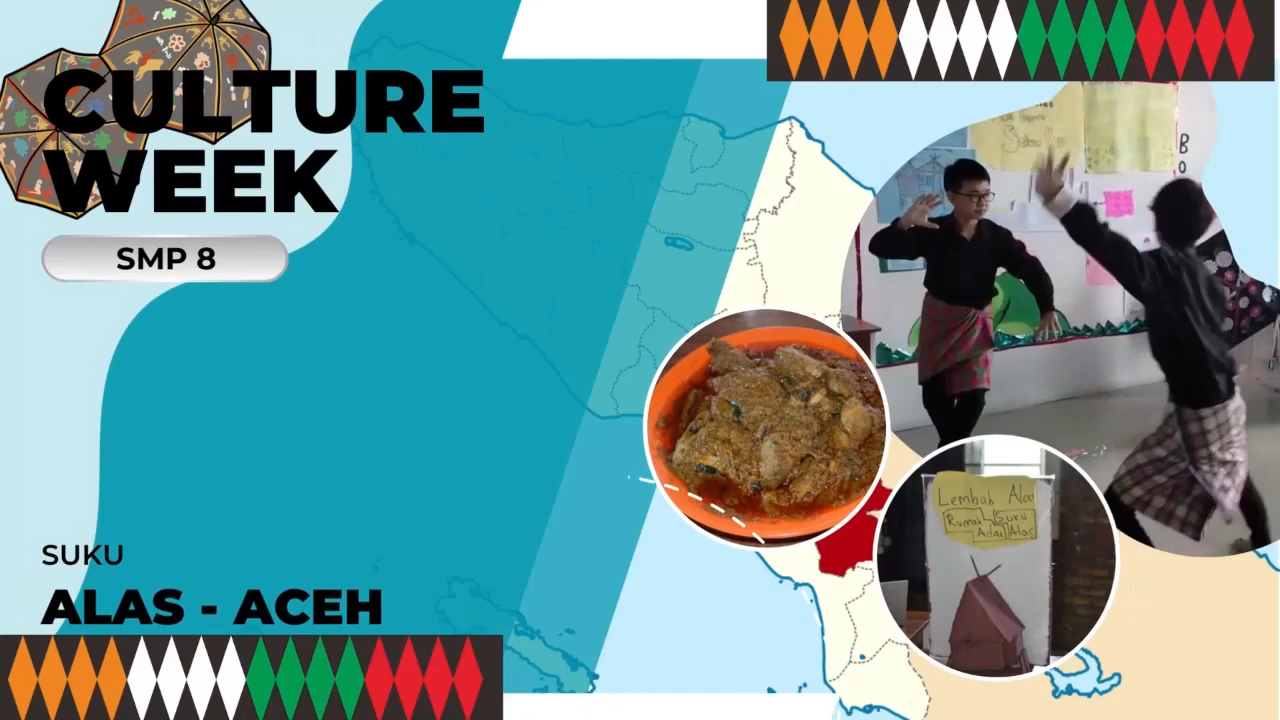 CULTURE
WEEK
SMP 8
SUKU
ALAS - ACEH
Lembah Alas
Rumah Suku
Adat Alas
B
O